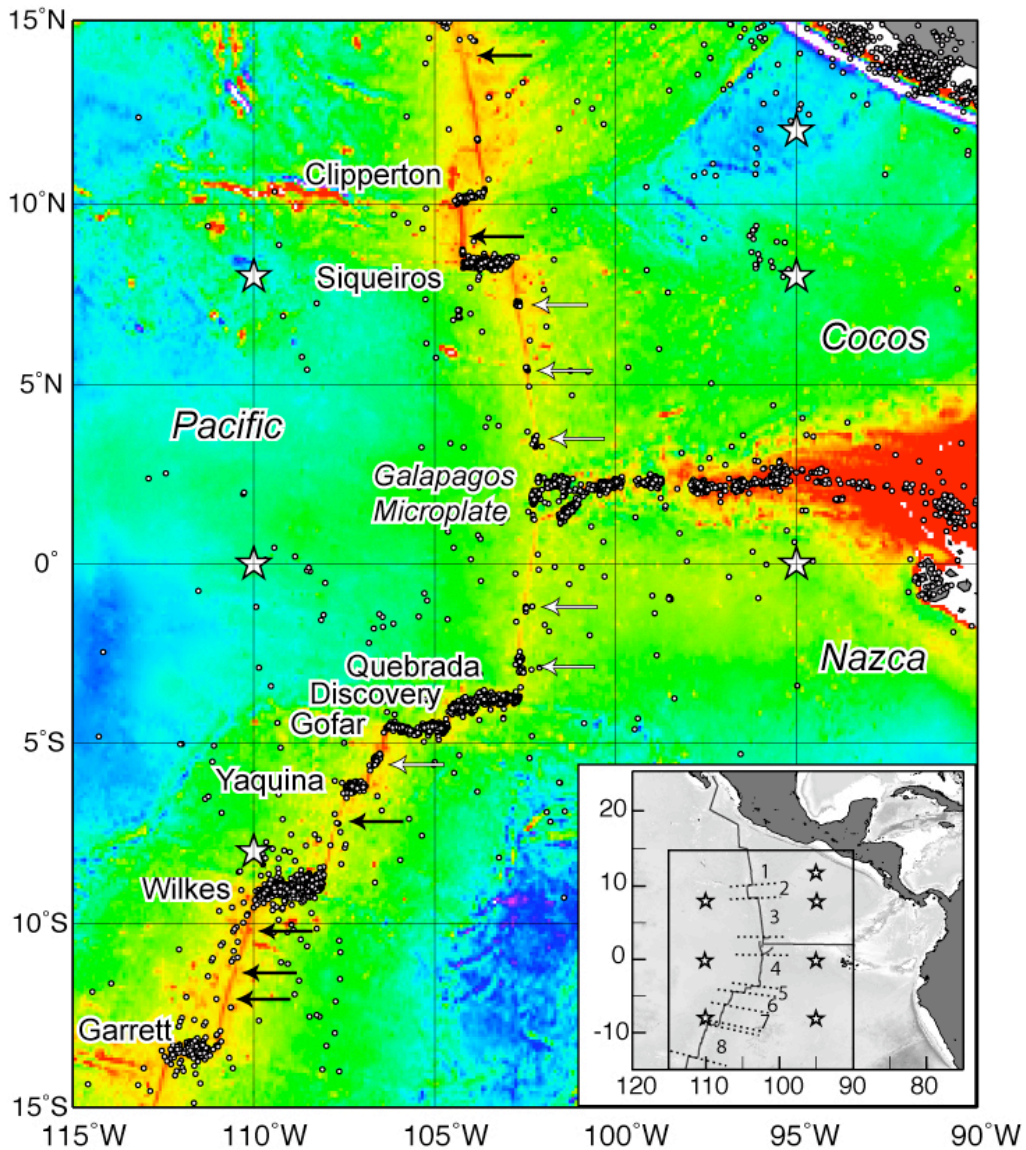 15°N
Clipperton
10°N
Siqueiros
Cocos
5°N
Pacific
Galapagos
Microplate
0°
Quebrada
Nazca
Discovery
Gofar
5°S
Yaquina
Wilkes
10°S
Garrett
15°S
115°W
110°W
105°W
100°W
95°W
90°W
20
10
0
-10
1
2
3
4
5
6
7
8
120
110
100
90
80